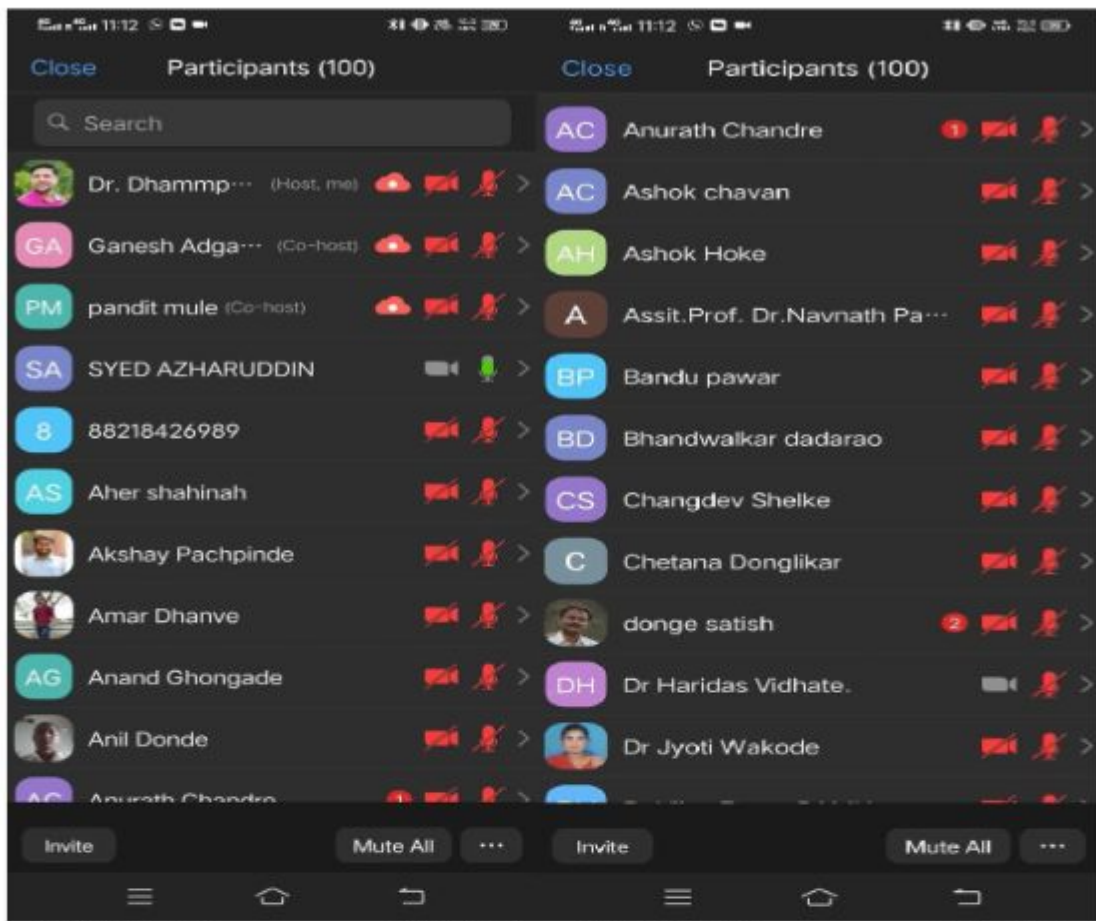 11:12
Close Participants (100)
Search
Dr. Dhammp... (Host, me)
GA Ganesh Adga... (Co-host)
PM pandit mule (Co-host)
SA SYED AZHARUDDIN
8 88218426989
AS Aher shahinah
Akshay Pachpinde
Amar Dhanve
AG Anand Ghongade
Anil Donde
AC Anurath Chandre 1
Invite Mute All ...
11:12
Close Participants (100)
AC Anurath Chandre 1
AC Ashok chavan
AH Ashok Hoke
A Assit.Prof. Dr.Navnath Pa...
BP Bandu pawar
BD Bhandwalkar dadarao
CS Changdev Shelke
C Chetana Donglikar
donge satish 2
DH Dr Haridas Vidhate.
Dr Jyoti Wakode
Invite Mute All ...